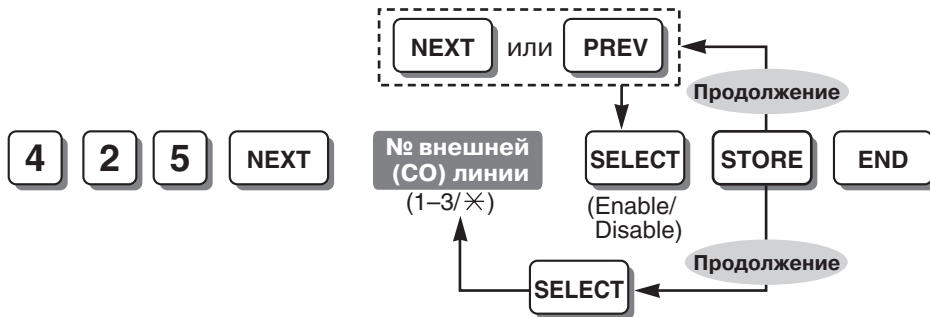 NEXT или PREV
Продолжение
4 2 5 NEXT № внешней (CO) линии SELECT STORE END
(1–3/✳)
(Enable/
Disable)
Продолжение
SELECT